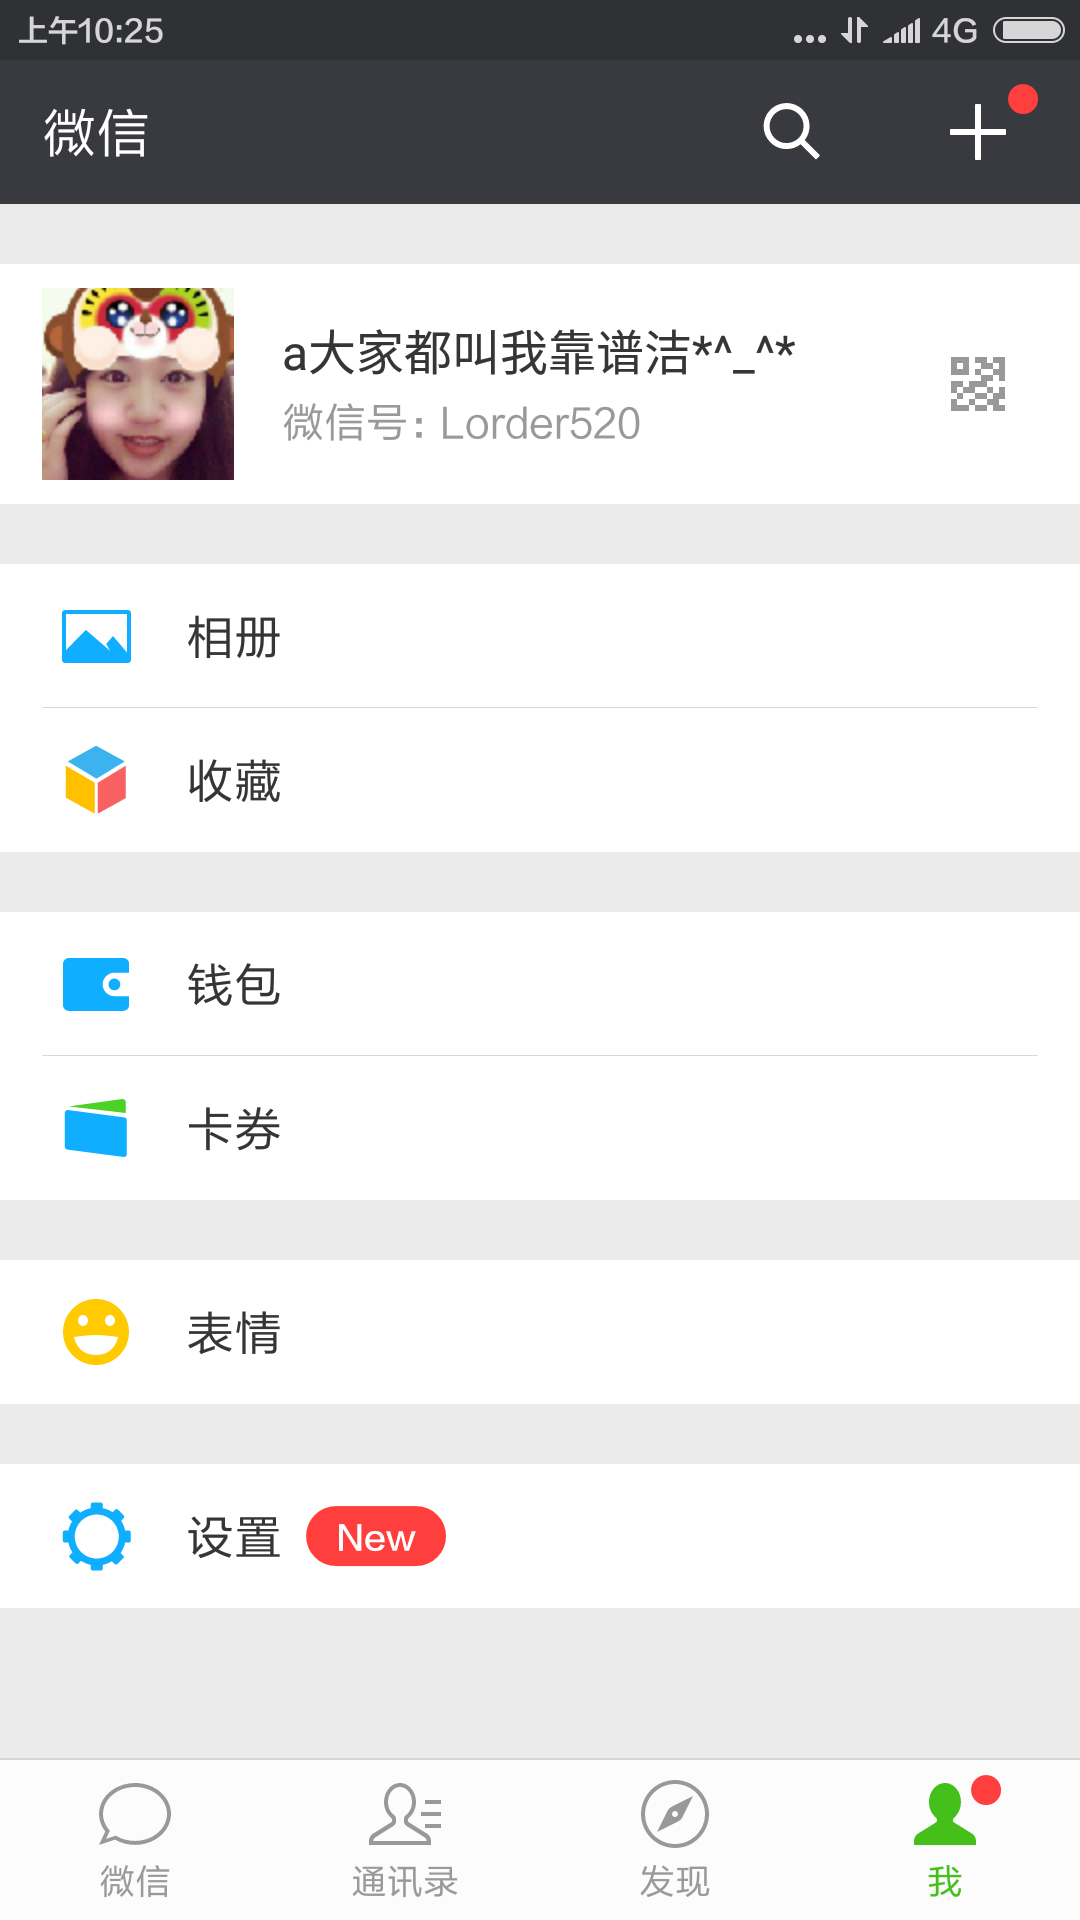 上午10:25
4G
微信
a大家都叫我靠谱洁*^_^*
微信号: Lorder520
相册
收藏
钱包
卡券
表情
设置 New
微信 通讯录 发现 我